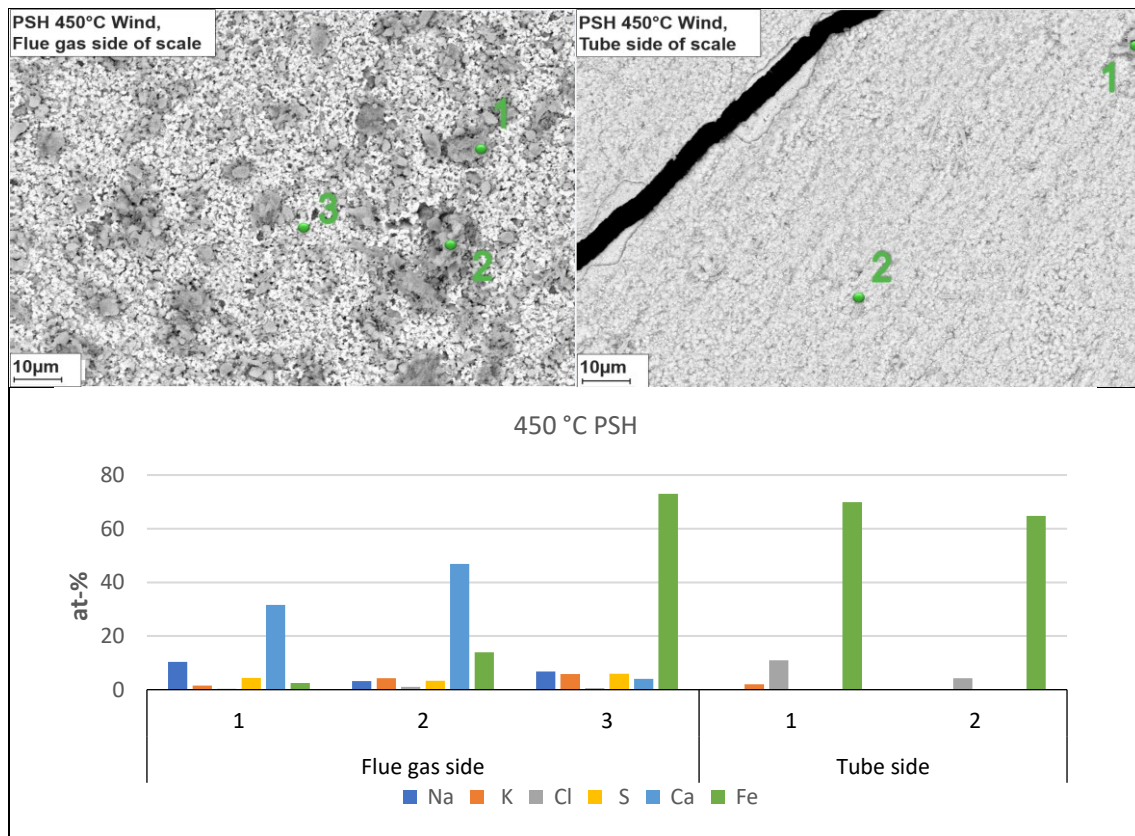 PSH 450°C Wind,
Flue gas side of scale
1
3
2
10µm
PSH 450°C Wind,
Tube side of scale
1
2
10µm
450 °C PSH
80
60
40
20
0
at-%
1 2 3 1 2
Flue gas side Tube side
Na K Cl S Ca Fe